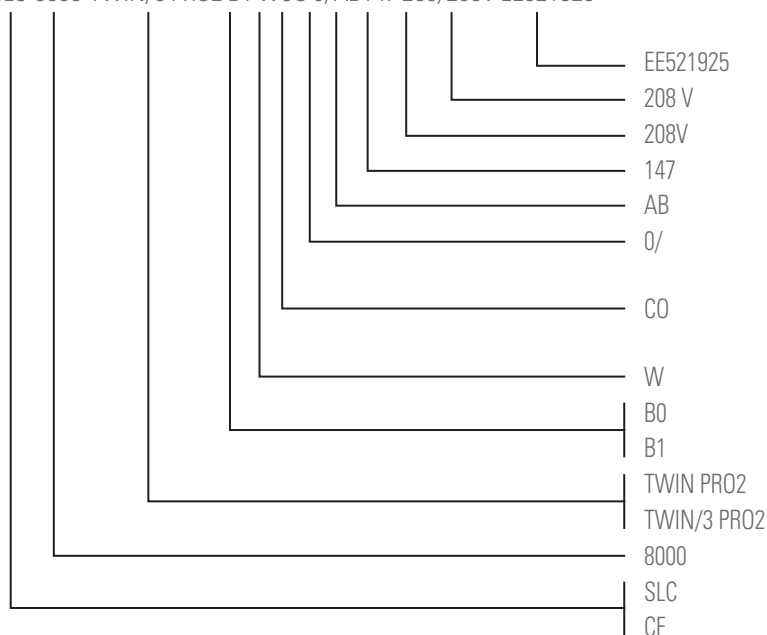 EE521925
208 V
208V
147
AB
0/
CO
W
B0
B1
TWIN PRO2
TWIN/3 PRO2
8000
SLC
CF